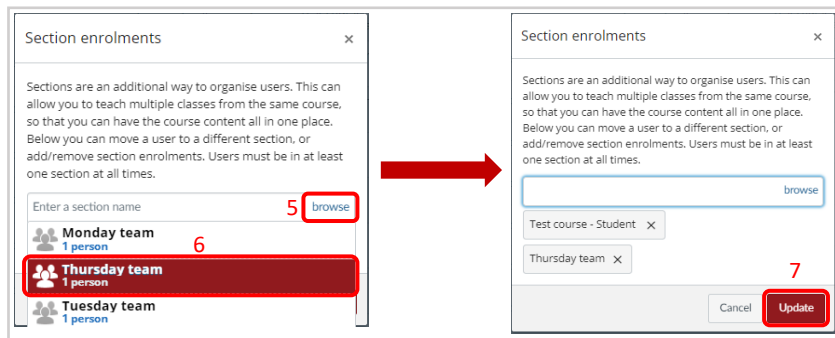 Section enrolments ×
Sections are an additional way to organise users. This can
allow you to teach multiple classes from the same course,
so that you can have the course content all in one place.
Below you can move a user to a different section, or
add/remove section enrolments. Users must be in at least
one section at all times.
Enter a section name 5 browse
Monday team
1 person
6
Thursday team
1 person
Tuesday team
1 person
Section enrolments ×
Sections are an additional way to organise users. This can
allow you to teach multiple classes from the same course,
so that you can have the course content all in one place.
Below you can move a user to a different section, or
add/remove section enrolments. Users must be in at least
one section at all times.
browse
Test course - Student ×
Thursday team ×
7
Cancel Update